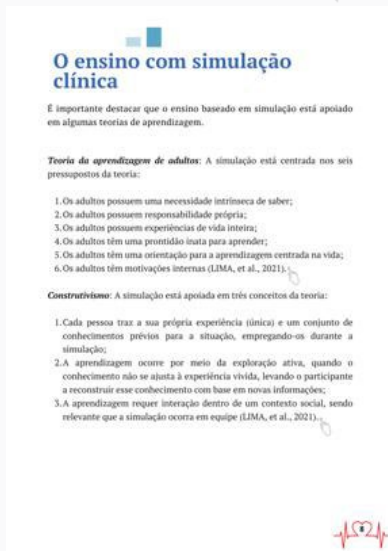 O ensino com simulação
clínica
É importante destacar que o ensino baseado em simulação está apoiado
em algumas teorias de aprendizagem.
Teoria da aprendizagem de adultos: A simulação está centrada nos seis
pressupostos da teoria:
1. Os adultos possuem uma necessidade intrínseca de saber;
2. Os adultos possuem responsabilidade própria;
3. Os adultos possuem experiências de vida inteira;
4. Os adultos têm uma prontidão inata para aprender;
5. Os adultos têm uma orientação para a aprendizagem centrada na vida;
6. Os adultos têm motivações internas (LIMA, et al., 2021).
Construtivismo: A simulação está apoiada em três conceitos da teoria:
1. Cada pessoa traz a sua própria experiência (única) e um conjunto de
conhecimentos prévios para a situação, empregando-os durante a
simulação;
2. A aprendizagem ocorre por meio da exploração ativa, quando o
conhecimento não se ajusta à experiência vivida, levando o participante
a reconstruir esse conhecimento com base em novas informações;
3. A aprendizagem requer interação dentro de um contexto social, sendo
relevante que a simulação ocorra em equipe (LIMA, et al., 2021)..
8